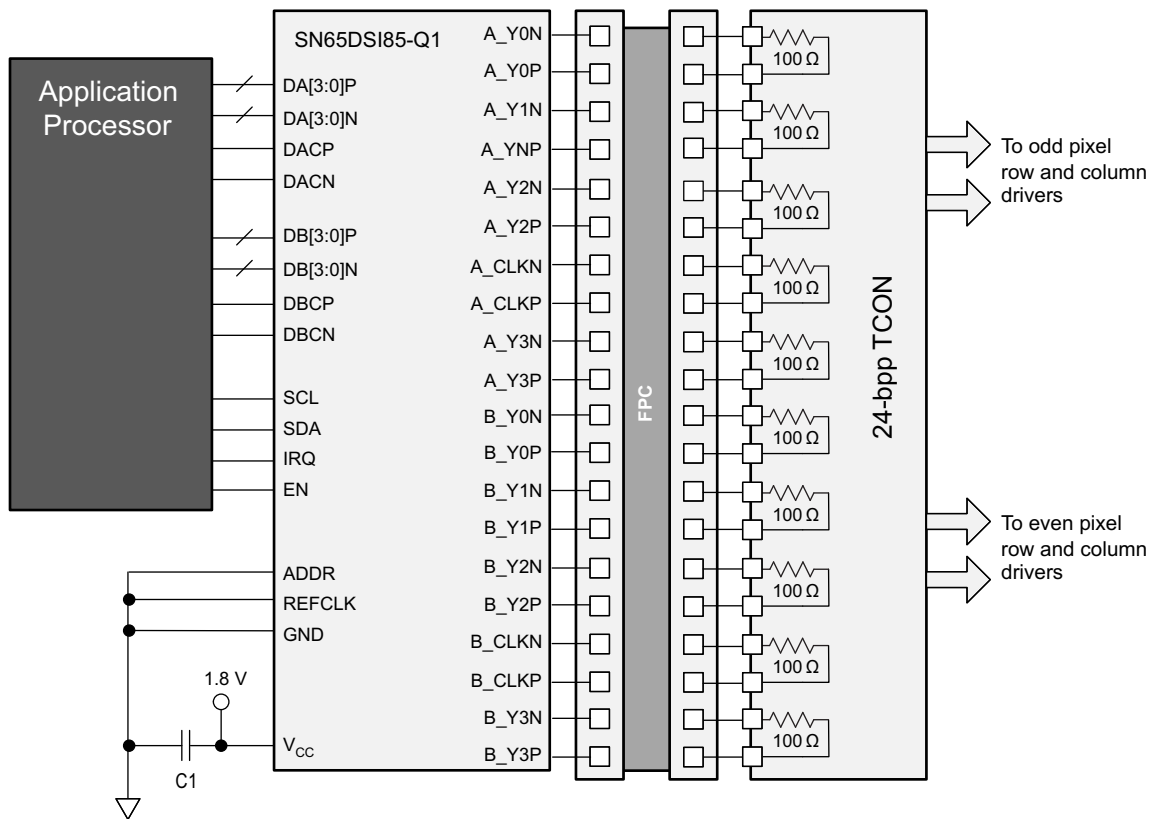 SN65DSI85-Q1
Application
Processor
DA[3:0]P
DA[3:0]N
DACP
DACN
DB[3:0]P
DB[3:0]N
DBCP
DBCN
SCL
SDA
IRQ
EN
ADDR
REFCLK
GND
1.8 V
VCC
C1
A_Y0N
A_Y0P
A_Y1N
A_YNP
A_Y2N
A_Y2P
A_CLKN
A_CLKP
A_Y3N
A_Y3P
B_Y0N
B_Y0P
B_Y1N
B_Y1P
B_Y2N
B_Y2P
B_CLKN
B_CLKP
B_Y3N
B_Y3P
FPC
100 Ω
100 Ω
100 Ω
100 Ω
100 Ω
100 Ω
100 Ω
100 Ω
100 Ω
100 Ω
24-bpp TCON
To odd pixel
row and column
drivers
To even pixel
row and column
drivers